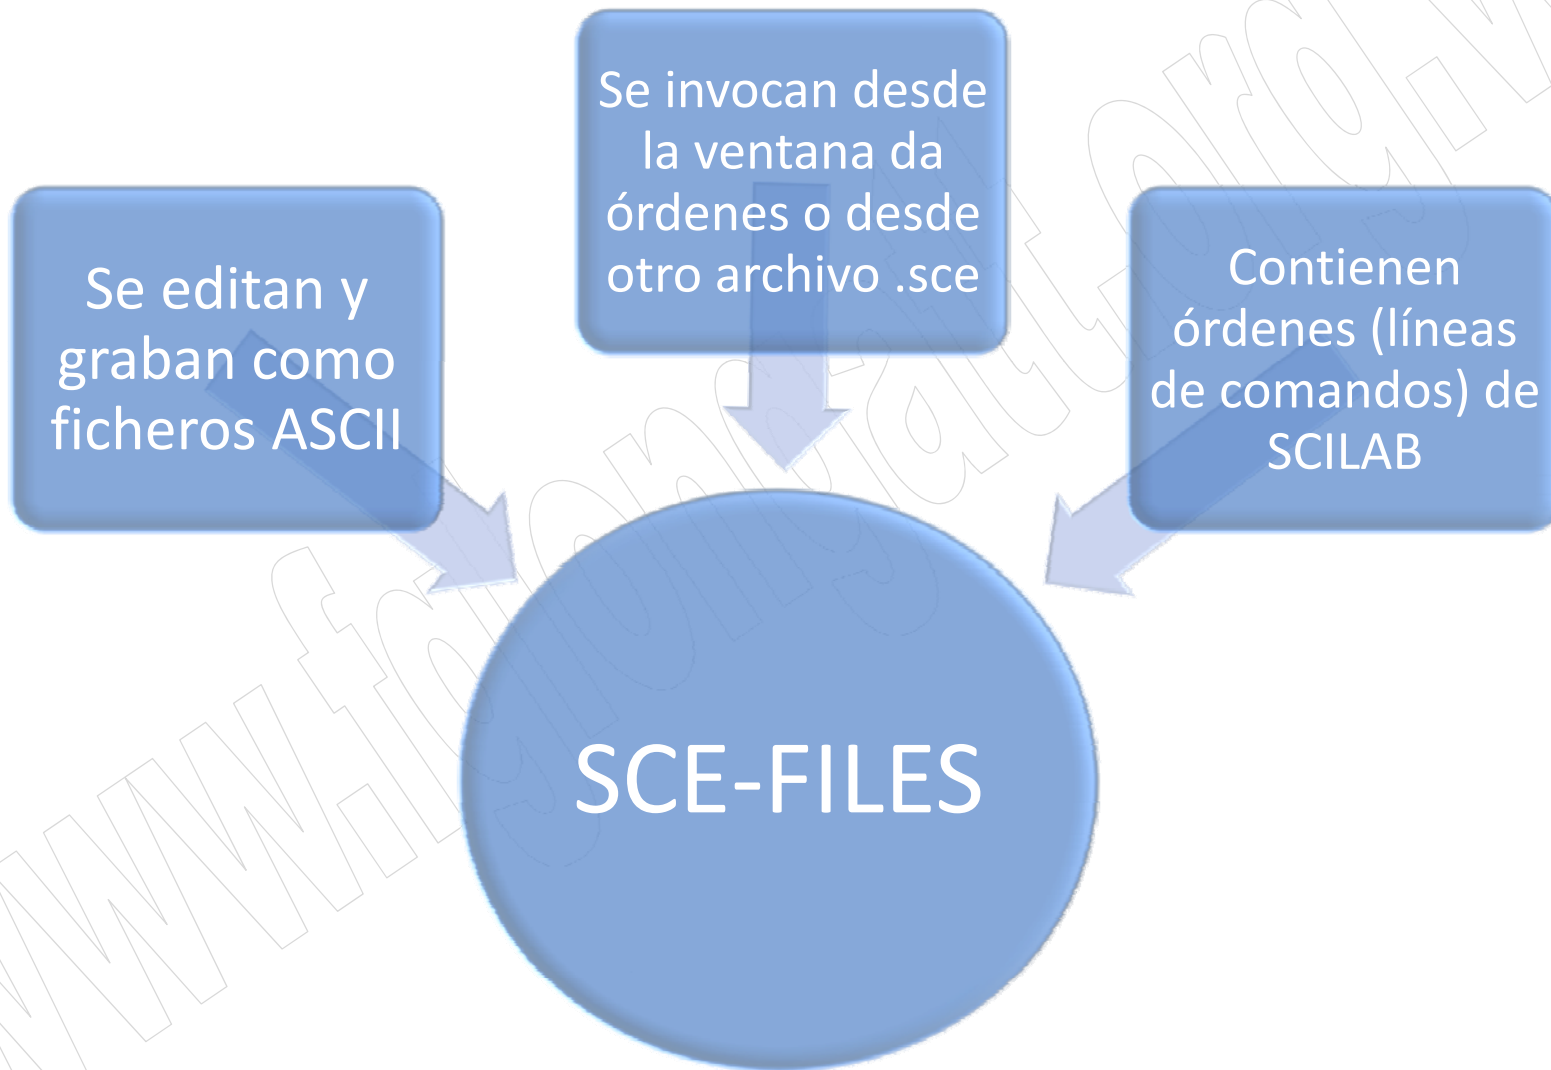 Se editan y
graban como
ficheros ASCII
Se invocan desde
la ventana da
órdenes o desde
otro archivo .sce
Contienen
órdenes (líneas
de comandos) de
SCILAB
SCE-FILES